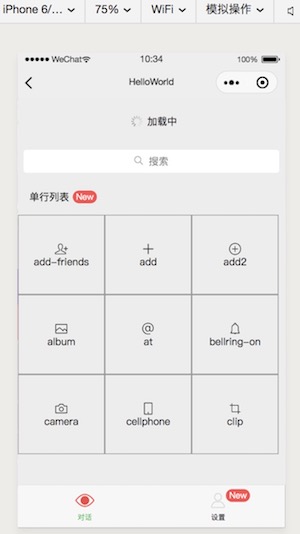 iPhone 6/... 75% WiFi 模拟操作
WeChat 10:34 100%
HelloWorld
加载中
搜索
单行列表 New
add-friends add add2
album at bellring-on
camera cellphone clip
对话 New 设置